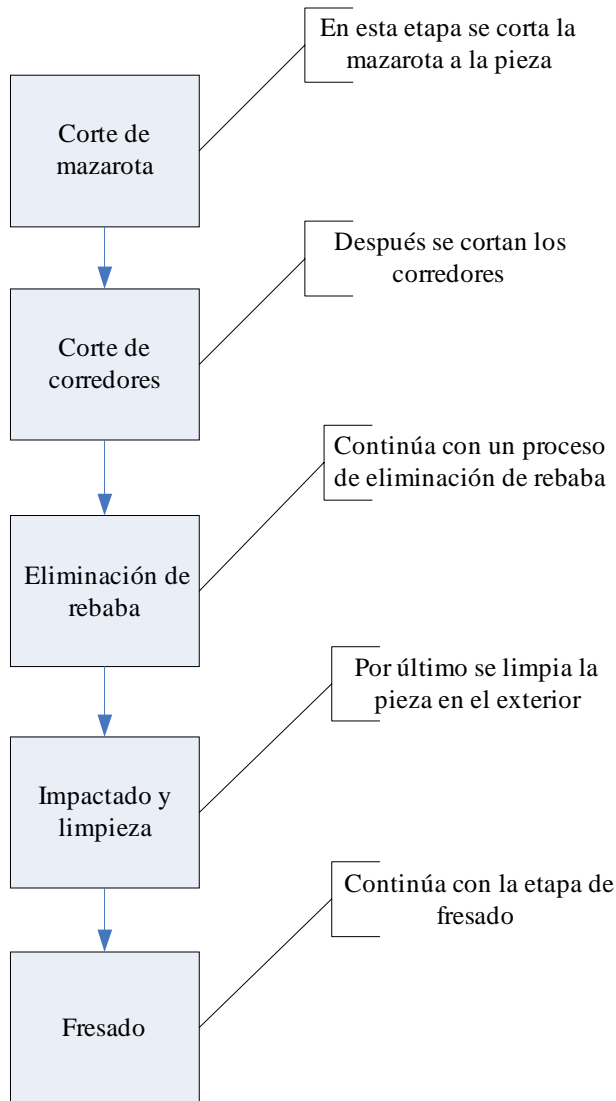 En esta etapa se corta la
mazarota a la pieza
Corte de
mazarota
Después se cortan los
corredores
Corte de
corredores
Continúa con un proceso
de eliminación de rebaba
Eliminación de
rebaba
Por último se limpia la
pieza en el exterior
Impactado y
limpieza
Continúa con la etapa de
fresado
Fresado